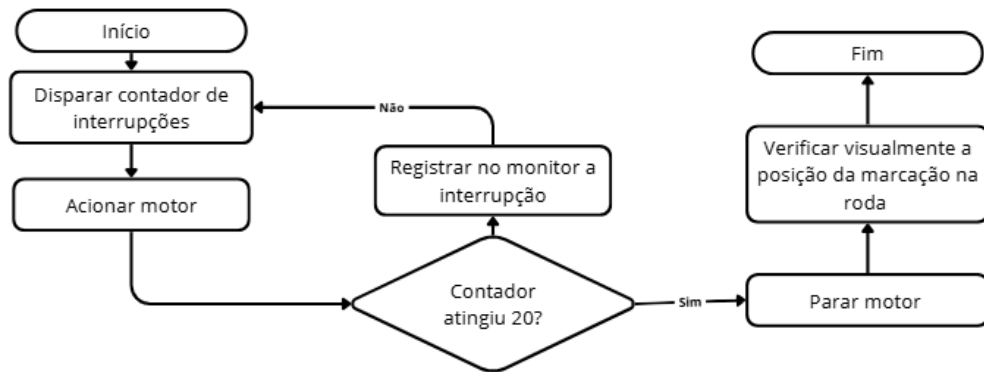 Início
Disparar contador de
interrupções
Acionar motor
Contador
atingiu 20?
Não
Registrar no monitor a
interrupção
Sim
Parar motor
Verificar visualmente a
posição da marcação na
roda
Fim